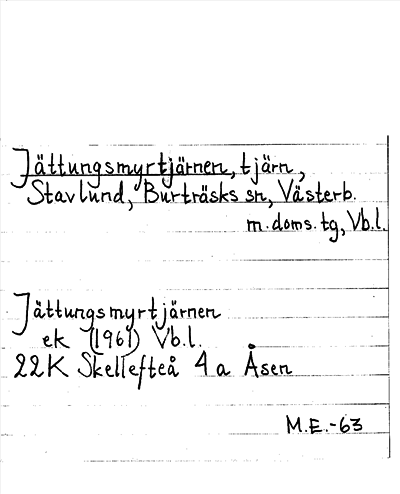 Jättungsmyrtjärnen, tjärn,
Stavlund, Burträsks sn, Västerb.
m. doms. tg, Vb.l.
Jättungsmyrtjärnen
ek (1961) Vb.l.
22K Skellefteå 4a Åsen
M.E.-63